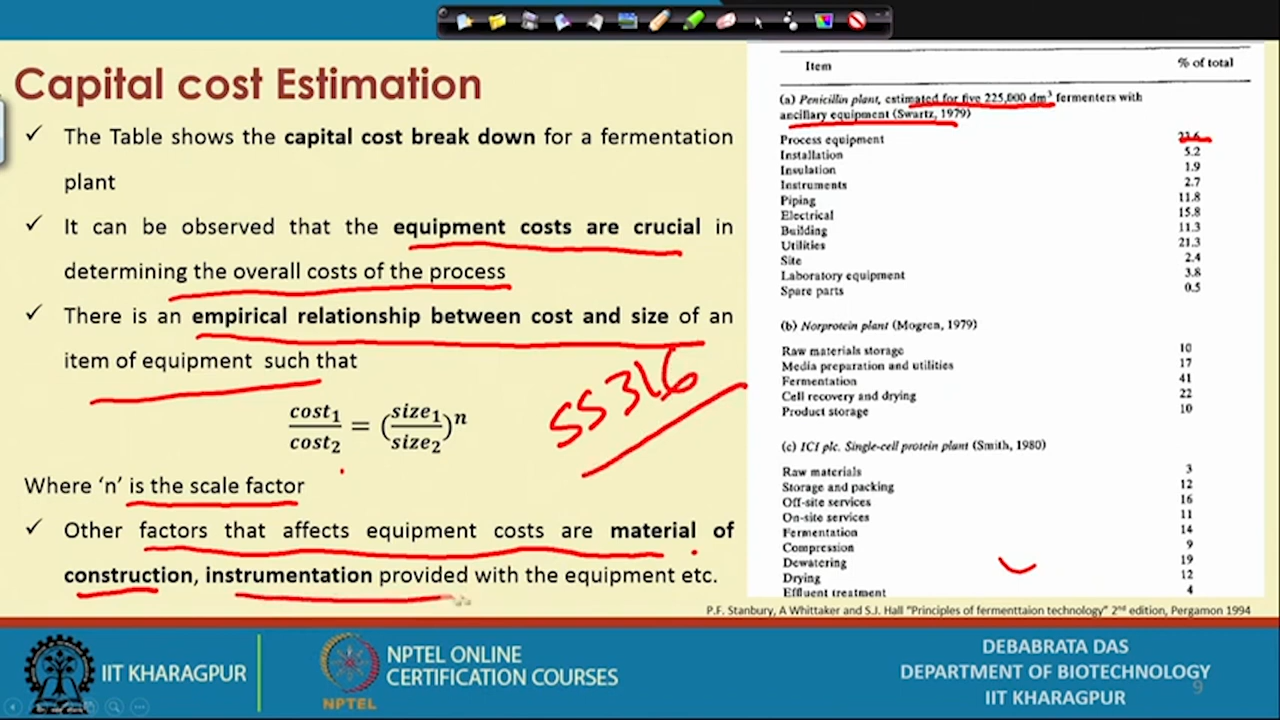 Capital cost Estimation
✓ The Table shows the capital cost break down for a fermentation
plant
✓ It can be observed that the equipment costs are crucial in
determining the overall costs of the process
✓ There is an empirical relationship between cost and size of an
item of equipment such that
cost₁/cost₂ = (size₁/size₂)ⁿ
SS316
Where ‘n’ is the scale factor
✓ Other factors that affects equipment costs are material of
construction, instrumentation provided with the equipment etc.
Item % of total
(a) Penicillin plant, estimated for five 225,000 dm³ fermenters with
ancillary equipment (Swartz, 1979)
Process equipment 23.6
Installation 5.2
Insulation 1.9
Instruments 2.7
Piping 11.8
Electrical 15.8
Building 11.3
Utilities 21.3
Site 2.4
Laboratory equipment 3.8
Spare parts 0.5
(b) Norprotein plant (Mogren, 1979)
Raw materials storage 10
Media preparation and utilities 17
Fermentation 41
Cell recovery and drying 22
Product storage 10
(c) ICI plc. Single-cell protein plant (Smith, 1980)
Raw materials 3
Storage and packing 12
Off-site services 16
On-site services 11
Fermentation 14
Compression 9
Dewatering 19
Drying 12
Effluent treatment 4
P.F. Stanbury, A Whittaker and S.J. Hall "Principles of fermenttaion technology" 2nd edition, Pergamon 1994
IIT KHARAGPUR
NPTEL
NPTEL ONLINE
CERTIFICATION COURSES
DEBABRATA DAS
DEPARTMENT OF BIOTECHNOLOGY
IIT KHARAGPUR
9